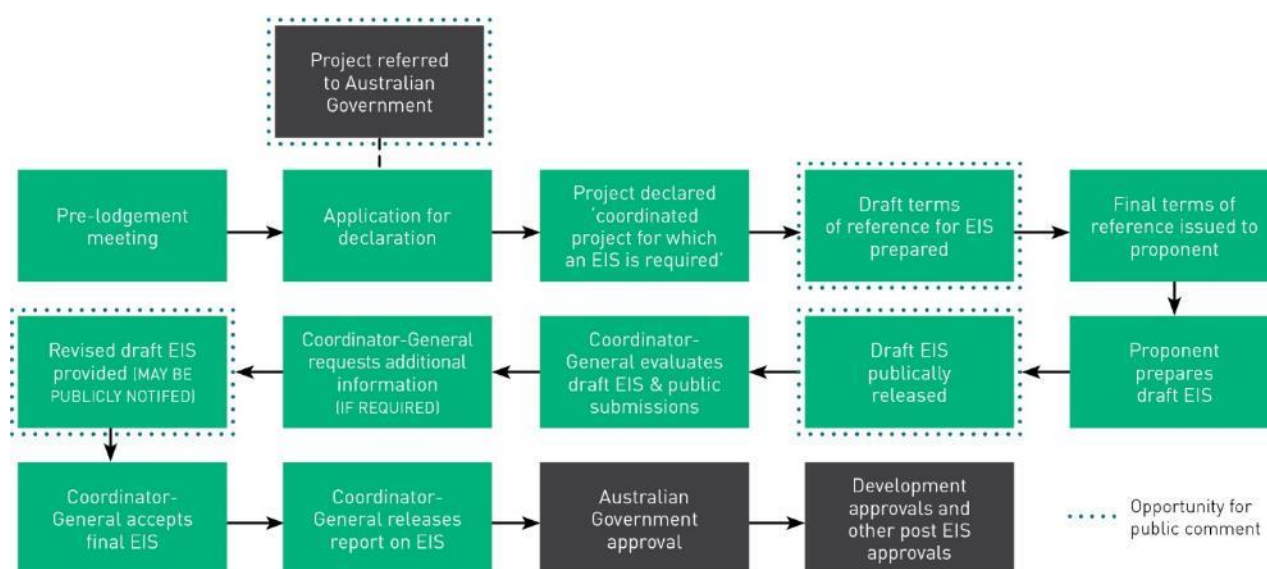 Project referred
to Australian
Government
Pre-lodgement
meeting
Application for
declaration
Project declared
‘coordinated
project for which
an EIS is required’
Draft terms
of reference for EIS
prepared
Final terms of
reference issued to
proponent
Revised draft EIS
provided (MAY BE
PUBLICLY NOTIFED)
Coordinator-General
requests additional
information
(IF REQUIRED)
Coordinator-
General evaluates
draft EIS & public
submissions
Draft EIS
publically
released
Proponent
prepares
draft EIS
Coordinator-
General accepts
final EIS
Coordinator-
General releases
report on EIS
Australian
Government
approval
Development
approvals and
other post EIS
approvals
Opportunity for
public comment